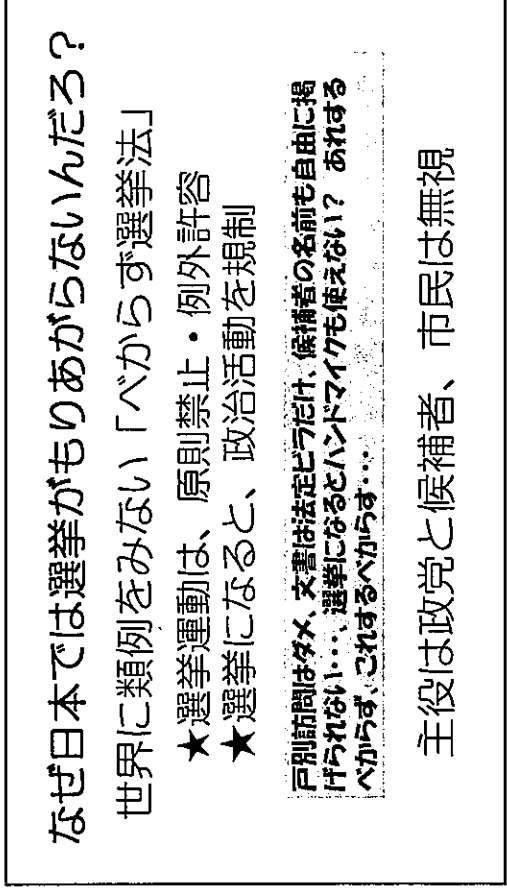 なぜ日本では選挙がもりあがらないんだろ？
世界に類例をみない「べからず選挙法」
★選挙運動は、原則禁止・例外許容
★選挙になると、政治活動を規制
戸別訪問はダメ、文書は法定ビラだけ、候補者の名前も自由に掲
げられない・・・、選挙になるとハンドマイクも使えない？　あれする
べからず、これするべからず・・・
主役は政党と候補者、市民は無視